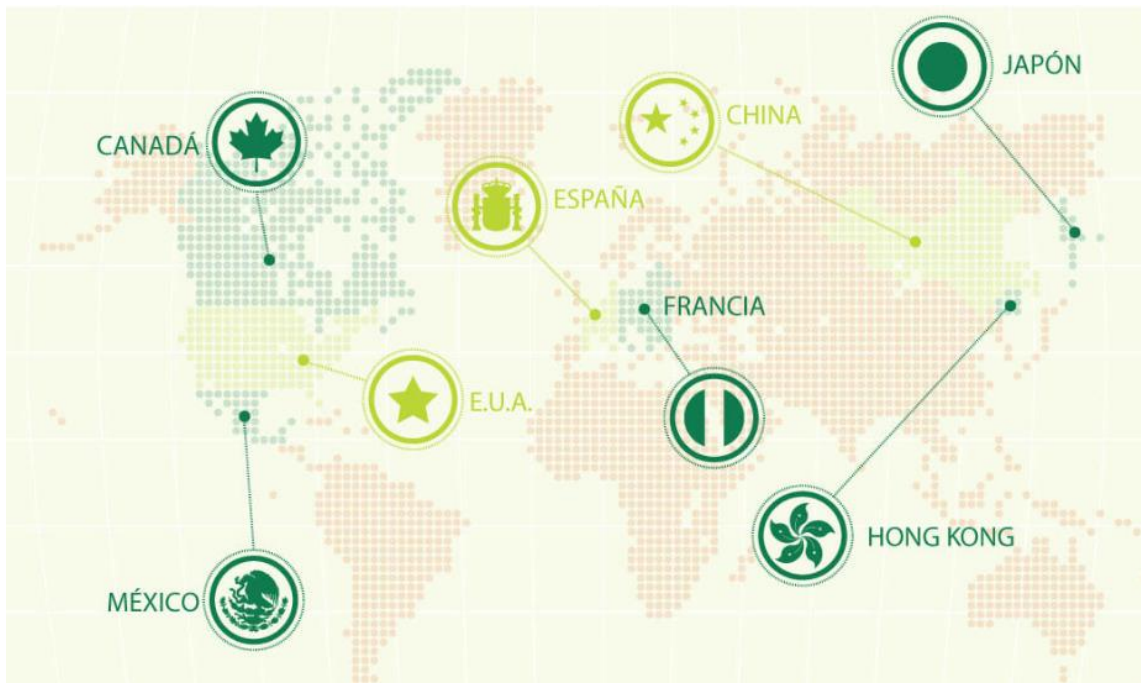 JAPÓN
CHINA
CANADÁ
ESPAÑA
FRANCIA
E.U.A.
HONG KONG
MÉXICO